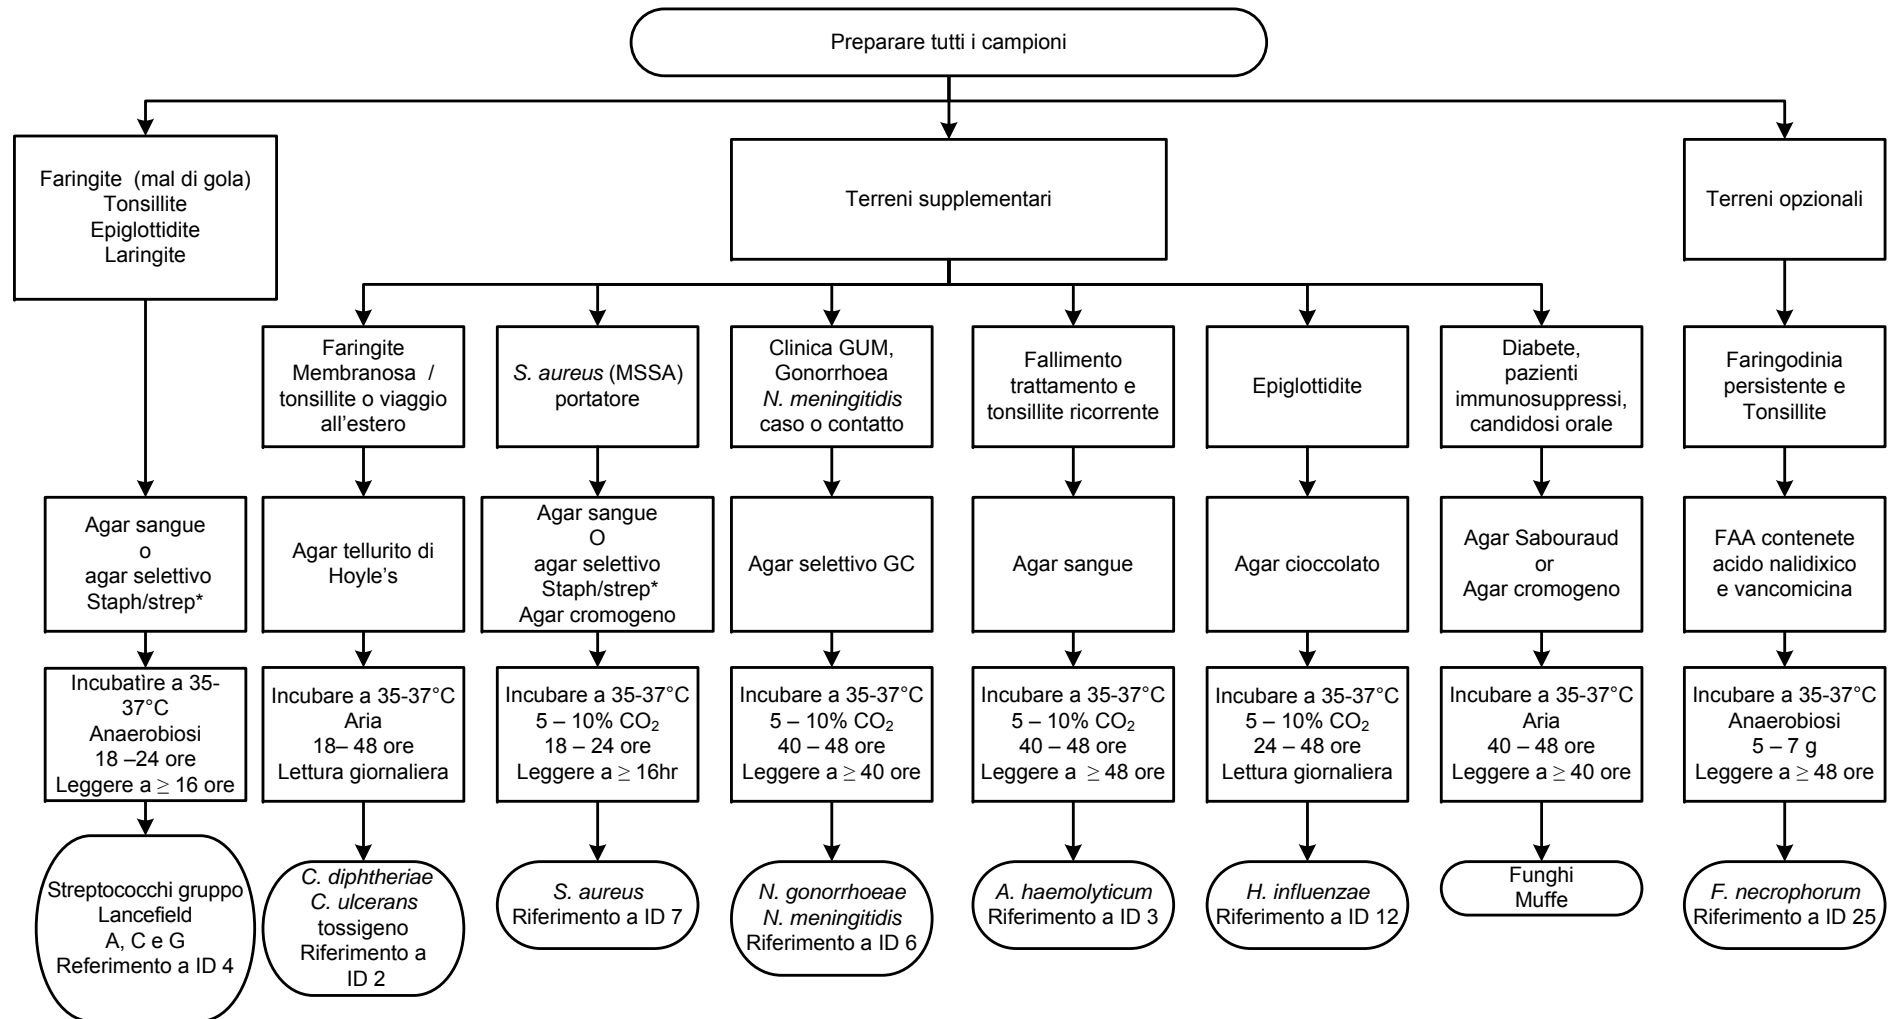 Preparare tutti i campioni
Faringite (mal di gola)
Tonsillite
Epiglottidite
Laringite
Terreni supplementari
Terreni opzionali
Faringite
Membranosa /
tonsillite o viaggio
all'estero
S. aureus (MSSA)
portatore
Clinica GUM,
Gonorrhoea
N. meningitidis
caso o contatto
Fallimento
trattamento e
tonsillite ricorrente
Epiglottidite
Diabete,
pazienti
immunosuppressi,
candidosi orale
Faringodinia
persistente e
Tonsillite
Agar sangue
o
agar selettivo
Staph/strep*
Agar tellurito di
Hoyle's
Agar sangue
O
agar selettivo
Staph/strep*
Agar cromogeno
Agar selettivo GC
Agar sangue
Agar cioccolato
Agar Sabouraud
or
Agar cromogeno
FAA contenete
acido nalidixico
e vancomicina
Incubatìre a 35-
37°C
Anaerobiosi
18 –24 ore
Leggere a ≥ 16 ore
Incubare a 35-37°C
Aria
18– 48 ore
Lettura giornaliera
Incubare a 35-37°C
5 – 10% CO₂
18 – 24 ore
Leggere a ≥ 16hr
Incubare a 35-37°C
5 – 10% CO₂
40 – 48 ore
Leggere a ≥ 40 ore
Incubare a 35-37°C
5 – 10% CO₂
40 – 48 ore
Leggere a ≥ 48 ore
Incubare a 35-37°C
5 – 10% CO₂
24 – 48 ore
Lettura giornaliera
Incubare a 35-37°C
Aria
40 – 48 ore
Leggere a ≥ 40 ore
Incubare a 35-37°C
Anaerobiosi
5 – 7 g
Leggere a ≥ 48 ore
Streptococchi gruppo
Lancefield
A, C e G
Referimento a ID 4
C. diphtheriae
C. ulcerans
tossigeno
Riferimento a
ID 2
S. aureus
Riferimento a ID 7
N. gonorrhoeae
N. meningitidis
Riferimento a ID 6
A. haemolyticum
Riferimento a ID 3
H. influenzae
Riferimento a ID 12
Funghi
Muffe
F. necrophorum
Riferimento a ID 25